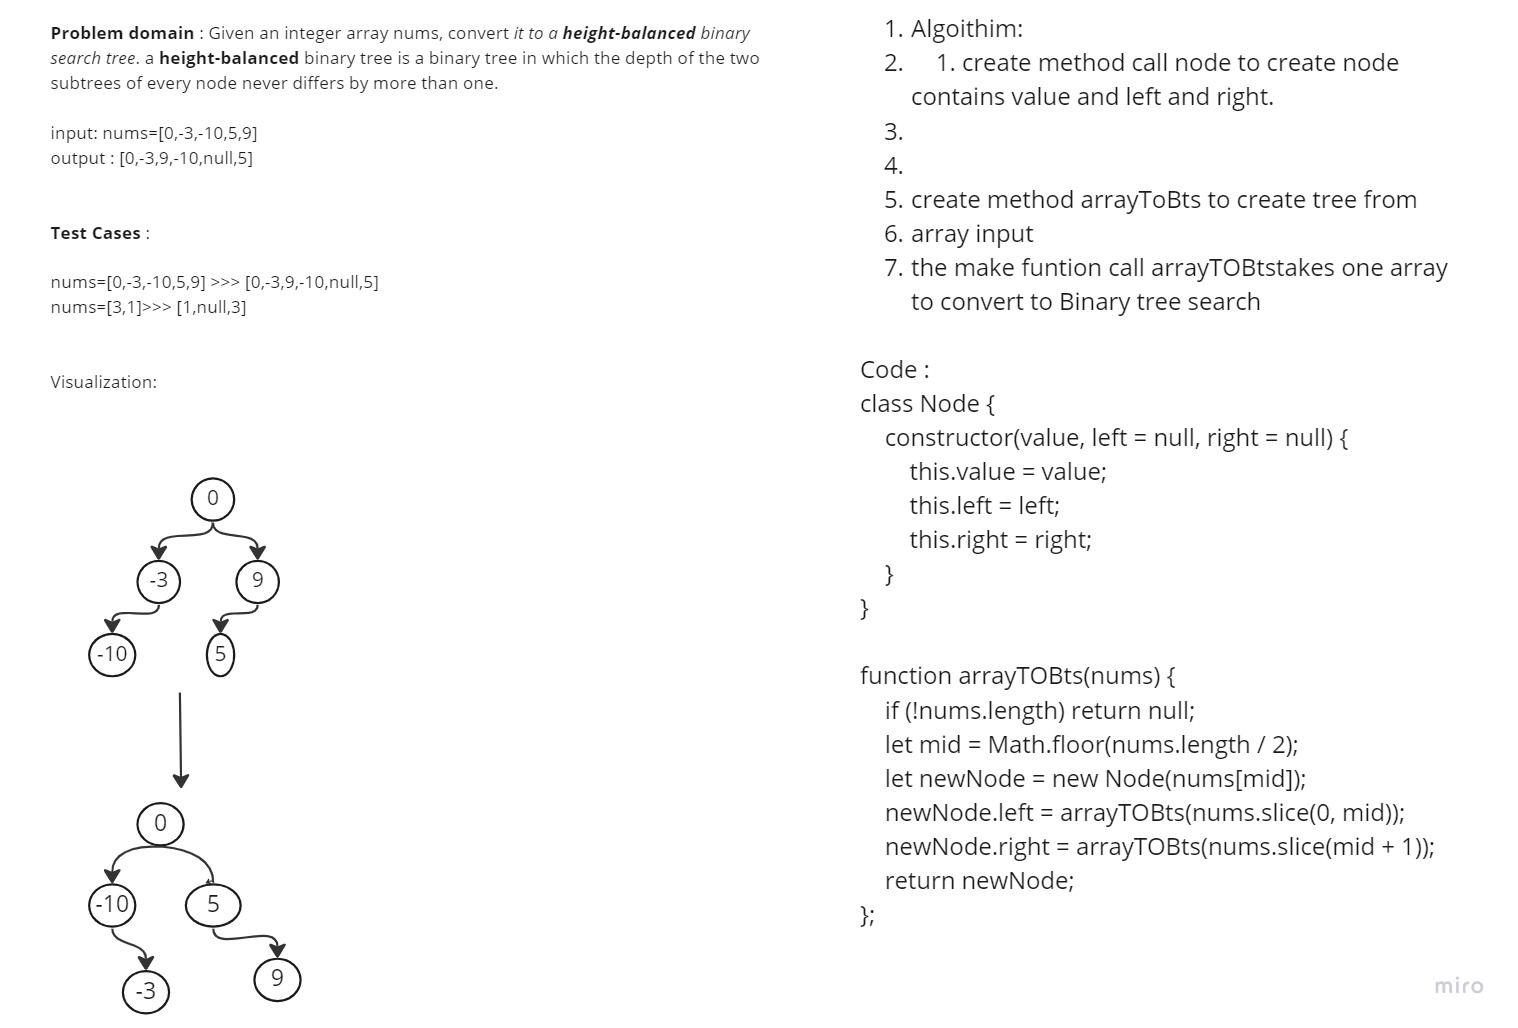 Problem domain : Given an integer array nums, convert it to a height-balanced binary
search tree. a height-balanced binary tree is a binary tree in which the depth of the two
subtrees of every node never differs by more than one.
input: nums=[0,-3,-10,5,9]
output : [0,-3,9,-10,null,5]
Test Cases :
nums=[0,-3,-10,5,9] >>> [0,-3,9,-10,null,5]
nums=[3,1]>>> [1,null,3]
Visualization:
0
-3
9
-10
5
0
-10
5
-3
9
1. Algoithim:
2. 1. create method call node to create node
contains value and left and right.
3.
4.
5. create method arrayToBts to create tree from
6. array input
7. the make funtion call arrayTOBtstakes one array
to convert to Binary tree search
Code :
class Node {
constructor(value, left = null, right = null) {
this.value = value;
this.left = left;
this.right = right;
}
}
function arrayTOBts(nums) {
if (!nums.length) return null;
let mid = Math.floor(nums.length / 2);
let newNode = new Node(nums[mid]);
newNode.left = arrayTOBts(nums.slice(0, mid));
newNode.right = arrayTOBts(nums.slice(mid + 1));
return newNode;
};
miro